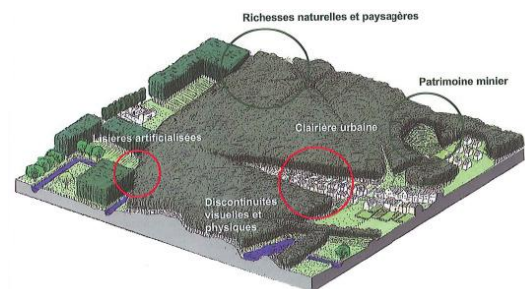 Richesses naturelles et paysagères
Patrimoine minier
Lisières artificialisées
Clairière urbaine
Discontinuités
visuelles et
physiques